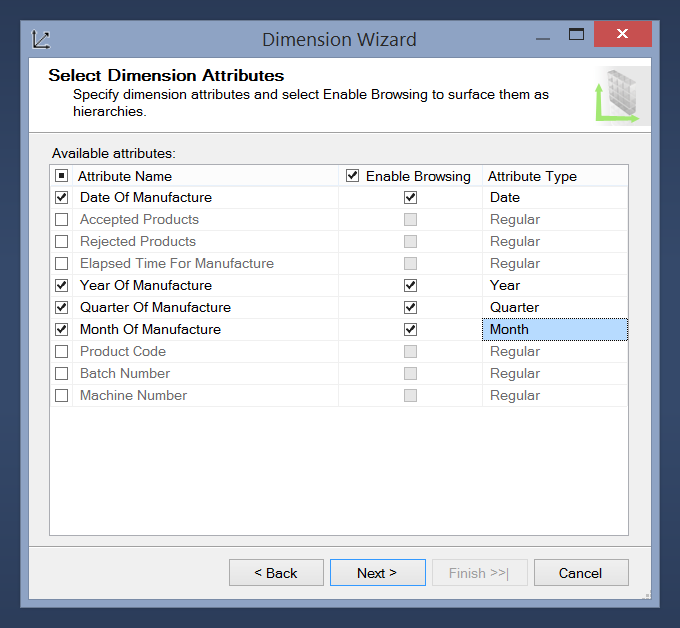 Dimension Wizard
Select Dimension Attributes
Specify dimension attributes and select Enable Browsing to surface them as
hierarchies.
Available attributes:
Attribute Name Enable Browsing Attribute Type
Date Of Manufacture Date
Accepted Products Regular
Rejected Products Regular
Elapsed Time For Manufacture Regular
Year Of Manufacture Year
Quarter Of Manufacture Quarter
Month Of Manufacture Month
Product Code Regular
Batch Number Regular
Machine Number Regular
< Back Next > Finish >>| Cancel